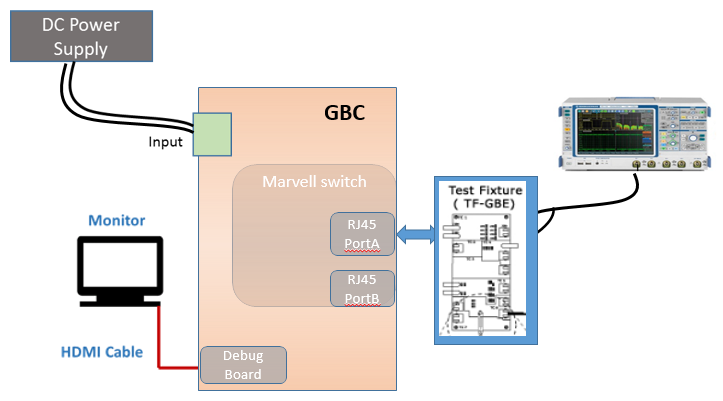 DC Power
Supply
GBC
Input
Marvell switch
Test Fixture
( TF-GBE)
RJ45
PortA
Monitor
RJ45
PortB
HDMI Cable
Debug
Board